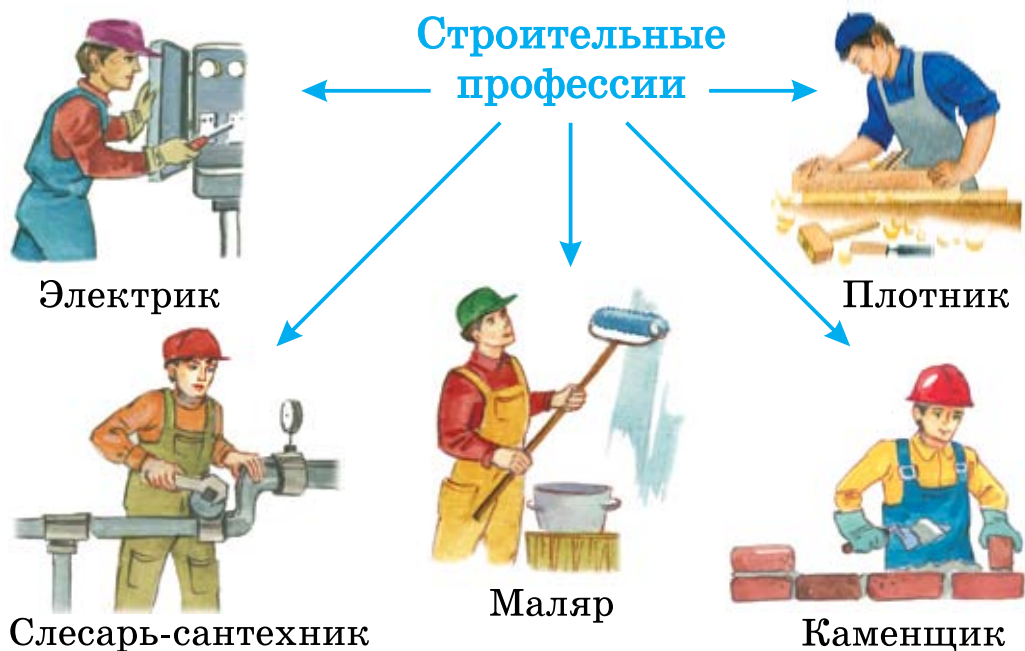 Строительные
профессии
Электрик
Плотник
Слесарь-сантехник
Маляр
Каменщик